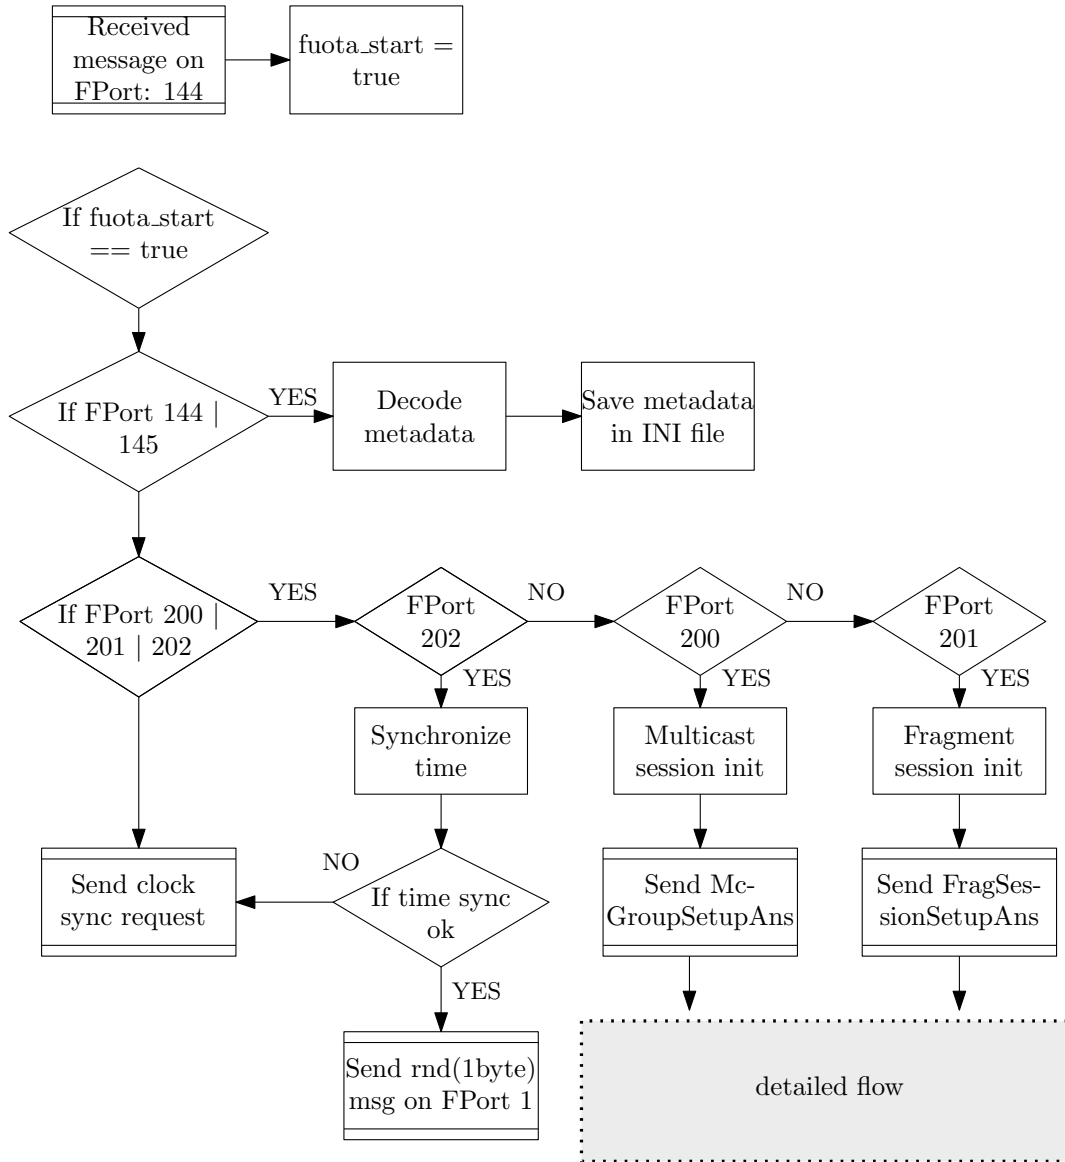 Received
message on
FPort: 144
fuota_start =
true
If fuota_start
== true
If FPort 144 |
145
YES
Decode
metadata
Save metadata
in INI file
If FPort 200 |
201 | 202
YES
FPort
202
NO
FPort
200
NO
FPort
201
YES
YES
YES
Synchronize
time
Multicast
session init
Fragment
session init
Send clock
sync request
NO
If time sync
ok
Send Mc-
GroupSetupAns
Send FragSes-
sionSetupAns
YES
Send rnd(1byte)
msg on FPort 1
detailed flow